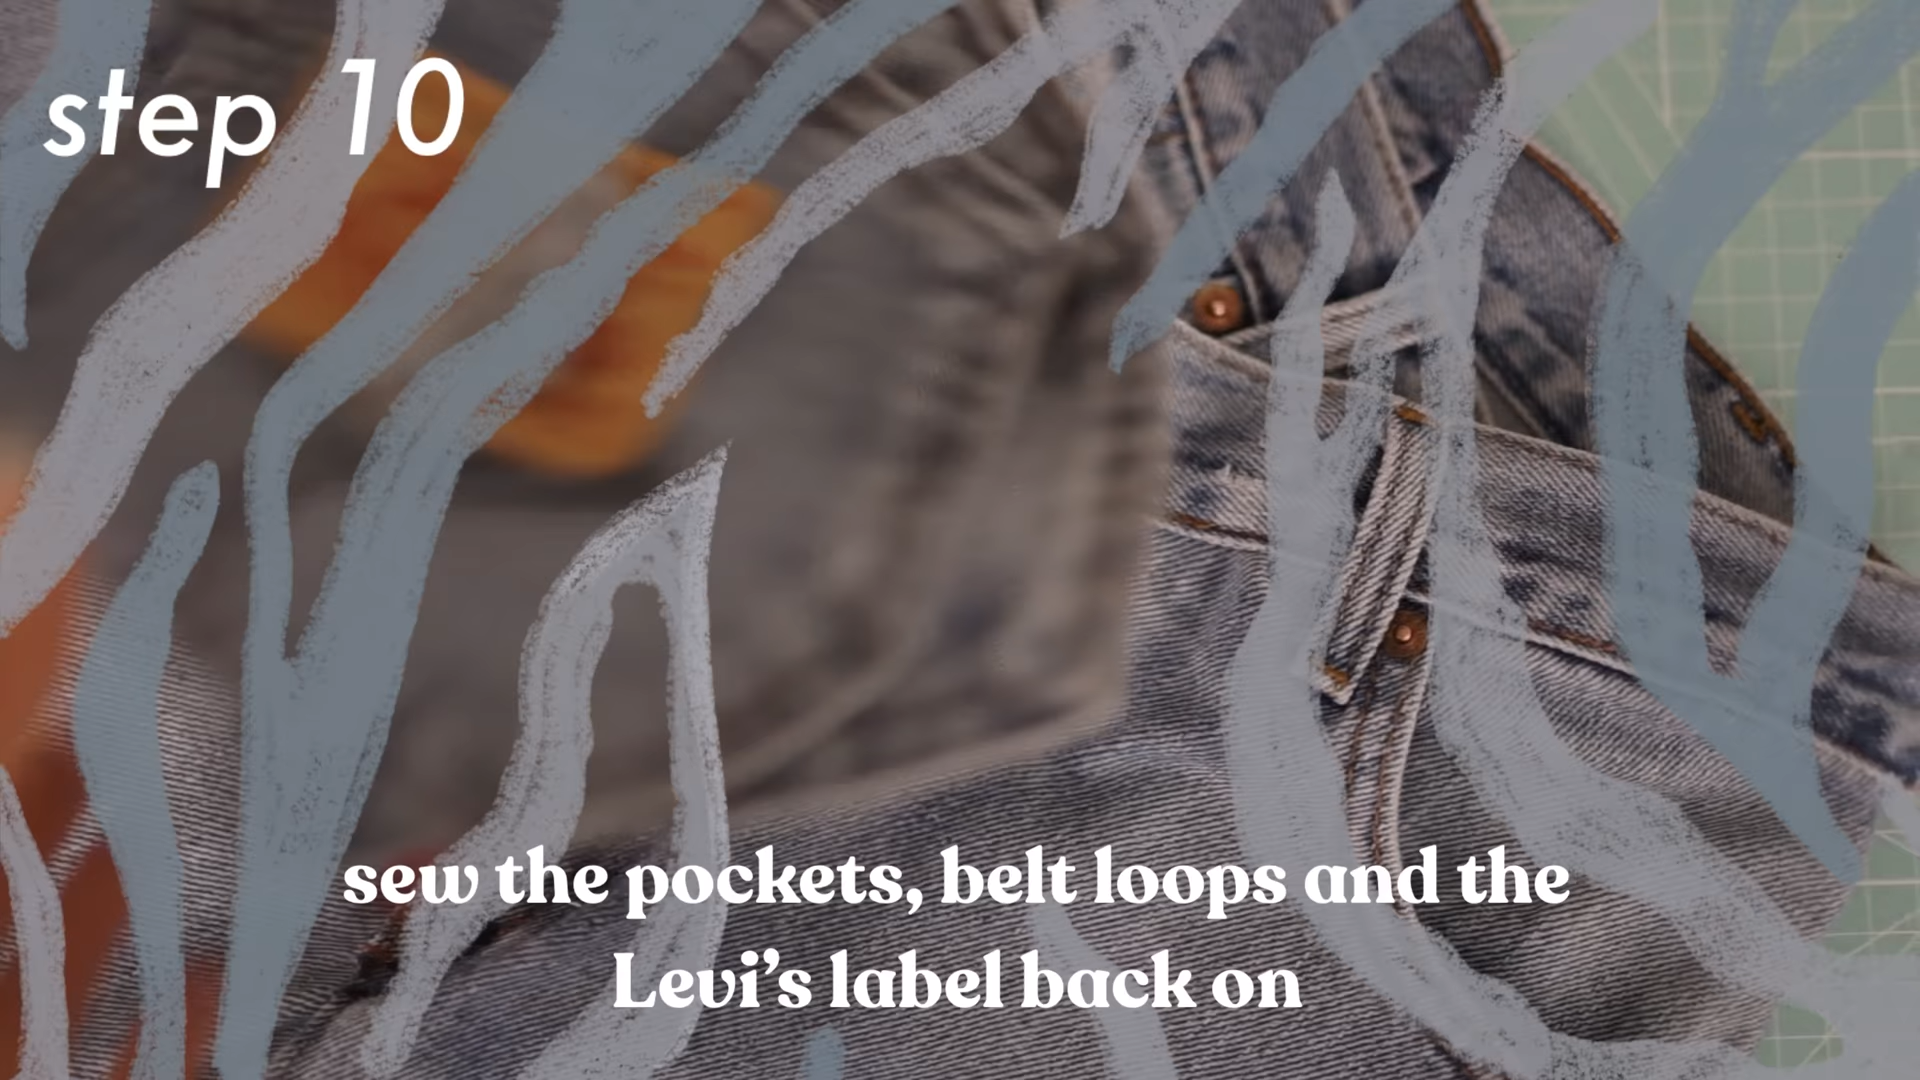 step 10
sew the pockets, belt loops and the
Levi’s label back on